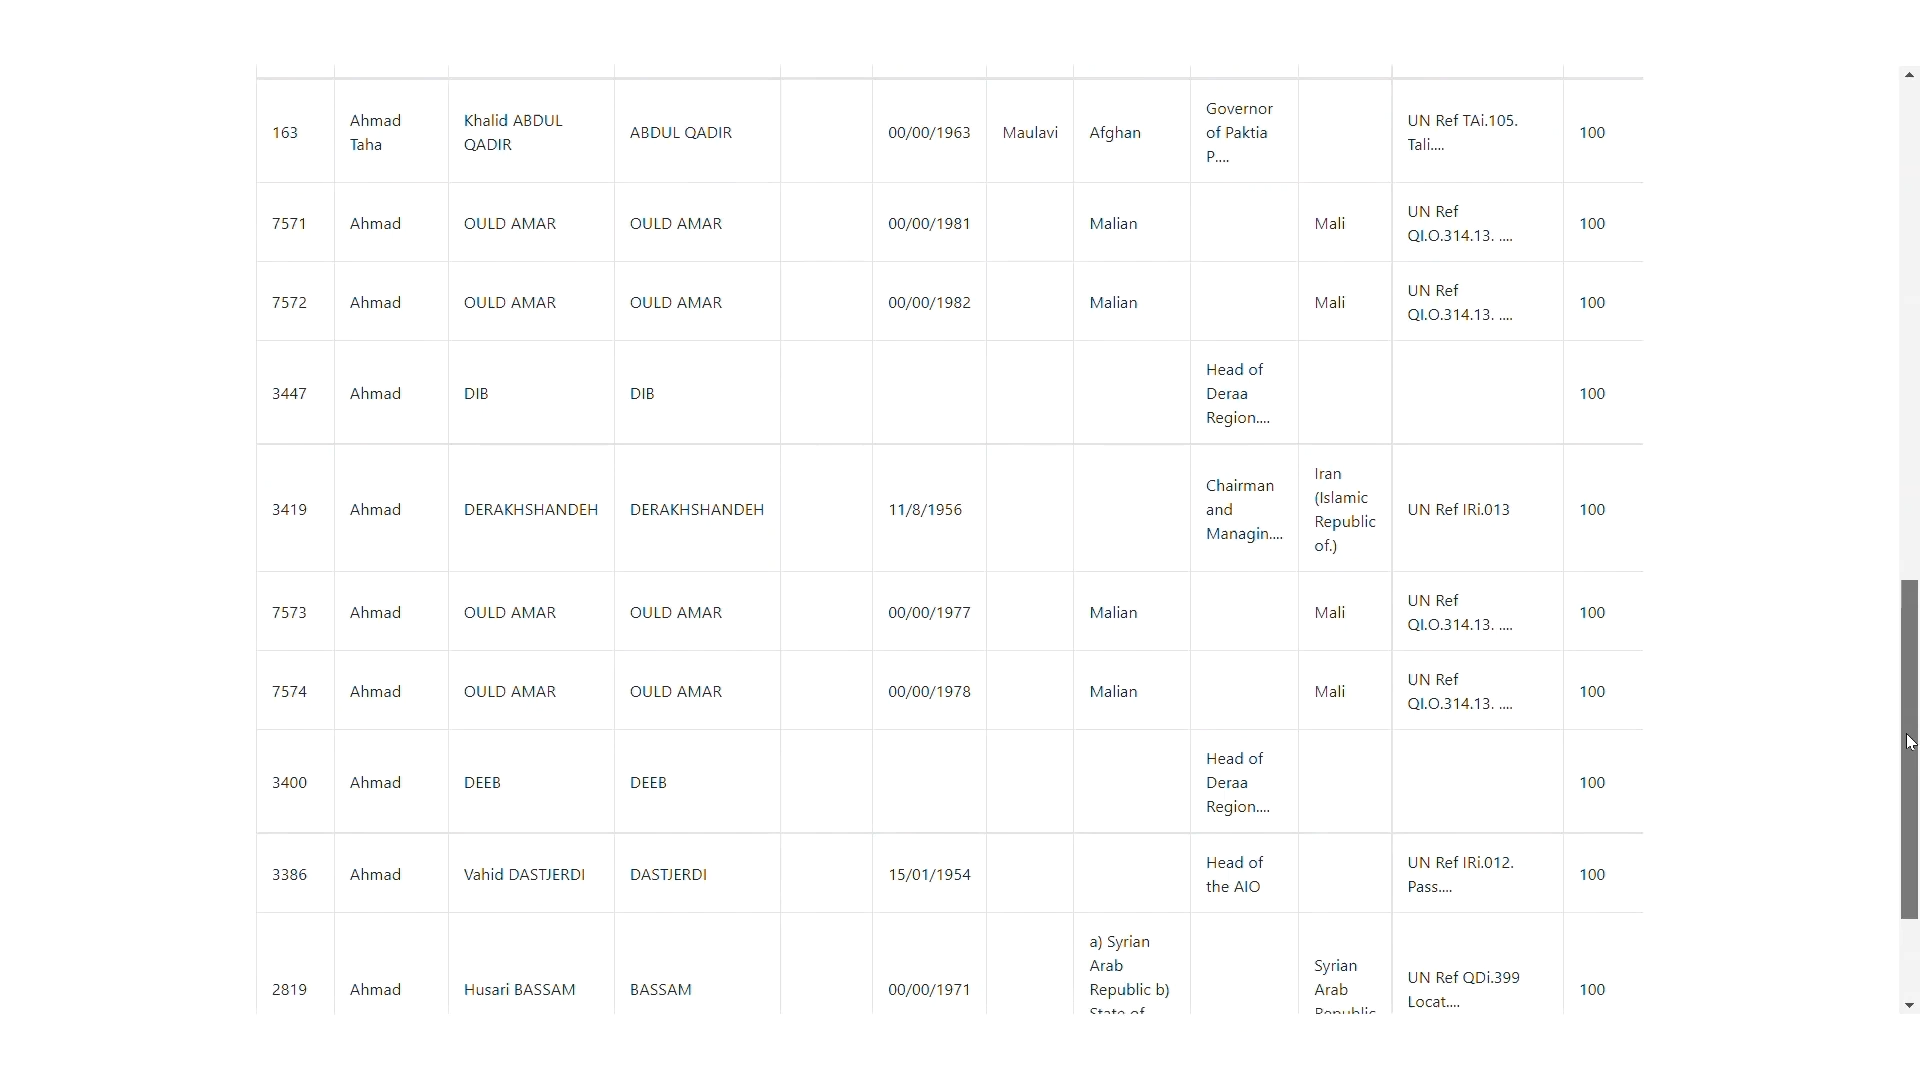 163 Ahmad Taha Khalid ABDUL QADIR ABDUL QADIR 00/00/1963 Maulavi Afghan Governor of Paktia P.... UN Ref TAi.105. Tali.... 100
7571 Ahmad OULD AMAR OULD AMAR 00/00/1981 Malian Mali UN Ref QI.O.314.13. .... 100
7572 Ahmad OULD AMAR OULD AMAR 00/00/1982 Malian Mali UN Ref QI.O.314.13. .... 100
3447 Ahmad DIB DIB Head of Deraa Region.... 100
3419 Ahmad DERAKHSHANDEH DERAKHSHANDEH 11/8/1956 Chairman and Managin.... Iran (Islamic Republic of.) UN Ref IRi.013 100
7573 Ahmad OULD AMAR OULD AMAR 00/00/1977 Malian Mali UN Ref QI.O.314.13. .... 100
7574 Ahmad OULD AMAR OULD AMAR 00/00/1978 Malian Mali UN Ref QI.O.314.13. .... 100
3400 Ahmad DEEB DEEB Head of Deraa Region.... 100
3386 Ahmad Vahid DASTJERDI DASTJERDI 15/01/1954 Head of the AIO UN Ref IRi.012. Pass.... 100
2819 Ahmad Husari BASSAM BASSAM 00/00/1971 a) Syrian Arab Republic b) State of Syrian Arab Republic UN Ref QDi.399 Locat.... 100